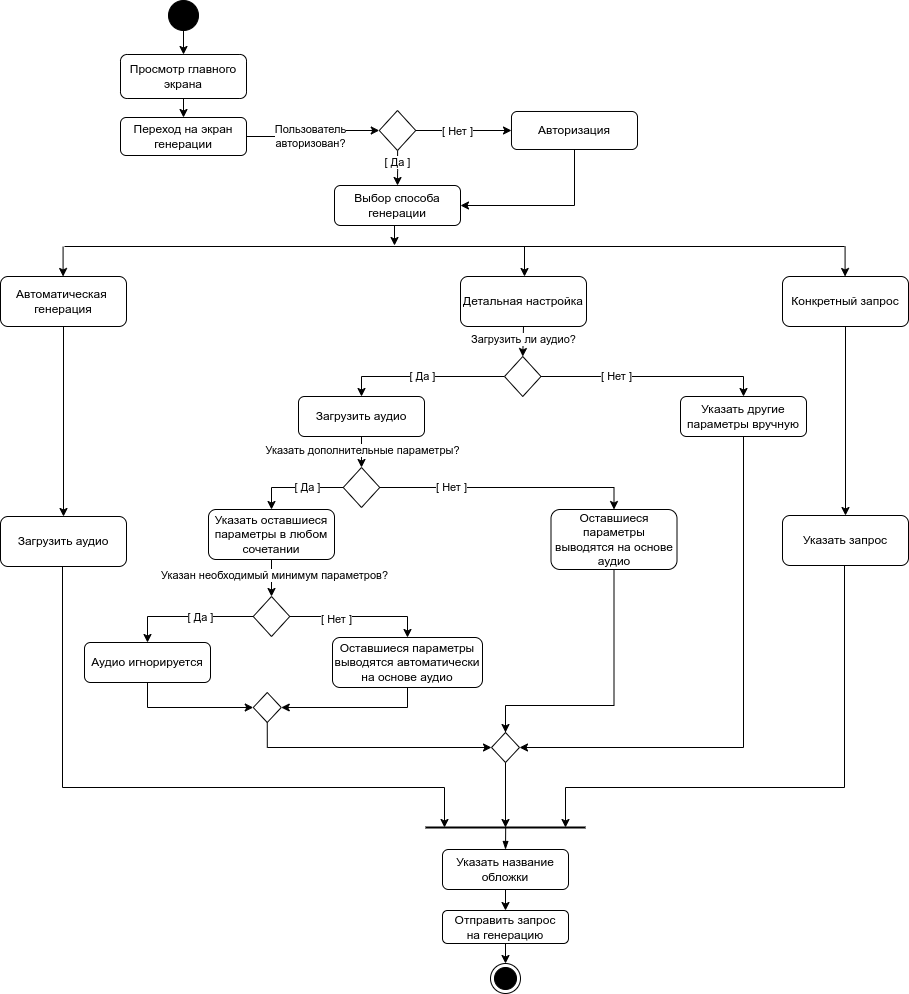 Просмотр главного
экрана
Переход на экран
генерации
Пользователь
авторизован?
[ Нет ]
Авторизация
[ Да ]
Выбор способа
генерации
Автоматическая
генерация
Детальная настройка
Конкретный запрос
Загрузить ли аудио?
[ Да ]
[ Нет ]
Загрузить аудио
Указать другие
параметры вручную
Указать дополнительные параметры?
[ Да ]
[ Нет ]
Указать оставшиеся
параметры в любом
сочетании
Оставшиеся
параметры
выводятся на основе
аудио
Загрузить аудио
Указать запрос
Указан необходимый минимум параметров?
[ Да ]
[ Нет ]
Аудио игнорируется
Оставшиеся параметры
выводятся автоматически
на основе аудио
Указать название
обложки
Отправить запрос
на генерацию